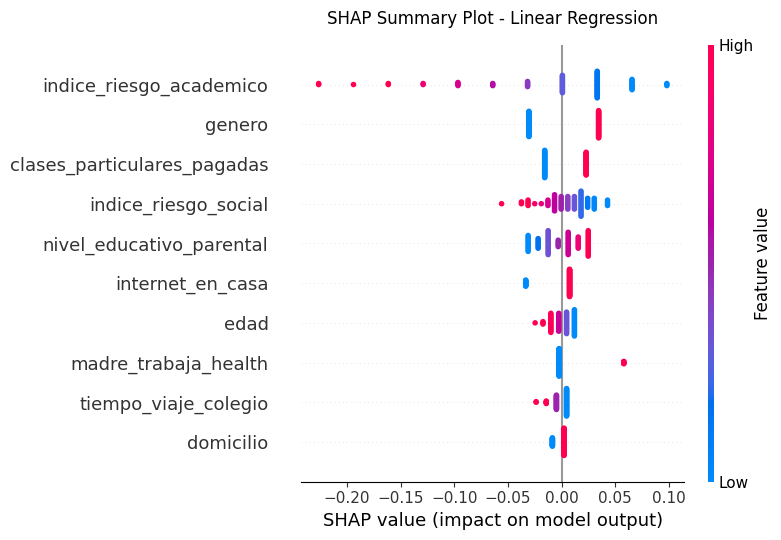 SHAP Summary Plot - Linear Regression
High
indice_riesgo_academico
genero
clases_particulares_pagadas
indice_riesgo_social
nivel_educativo_parental
internet_en_casa
edad
madre_trabaja_health
tiempo_viaje_colegio
domicilio
Feature value
Low
−0.20 −0.15 −0.10 −0.05 0.00 0.05 0.10
SHAP value (impact on model output)